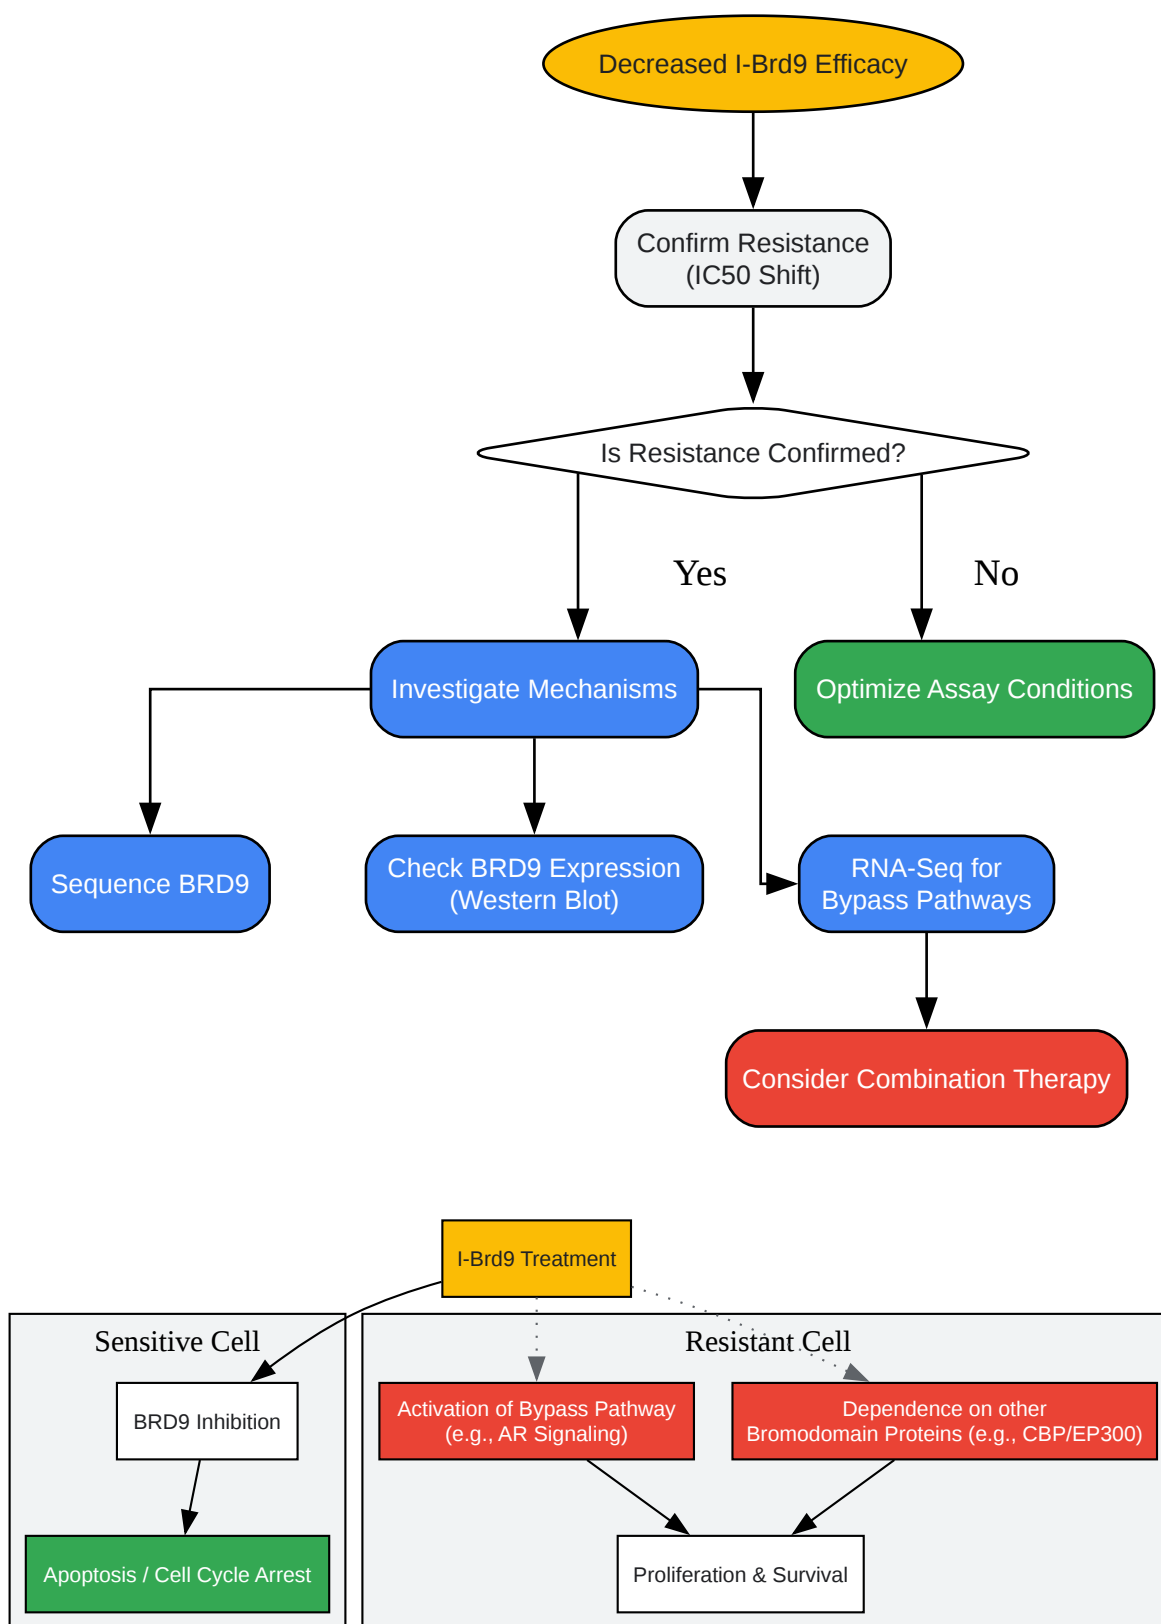 Decreased I-Brd9 Efficacy
Confirm Resistance
(IC50 Shift)
Is Resistance Confirmed?
Yes
No
Investigate Mechanisms
Optimize Assay Conditions
Sequence BRD9
Check BRD9 Expression
(Western Blot)
RNA-Seq for
Bypass Pathways
Consider Combination Therapy
I-Brd9 Treatment
Sensitive Cell
Resistant Cell
BRD9 Inhibition
Activation of Bypass Pathway
(e.g., AR Signaling)
Dependence on other
Bromodomain Proteins (e.g., CBP/EP300)
Apoptosis / Cell Cycle Arrest
Proliferation & Survival